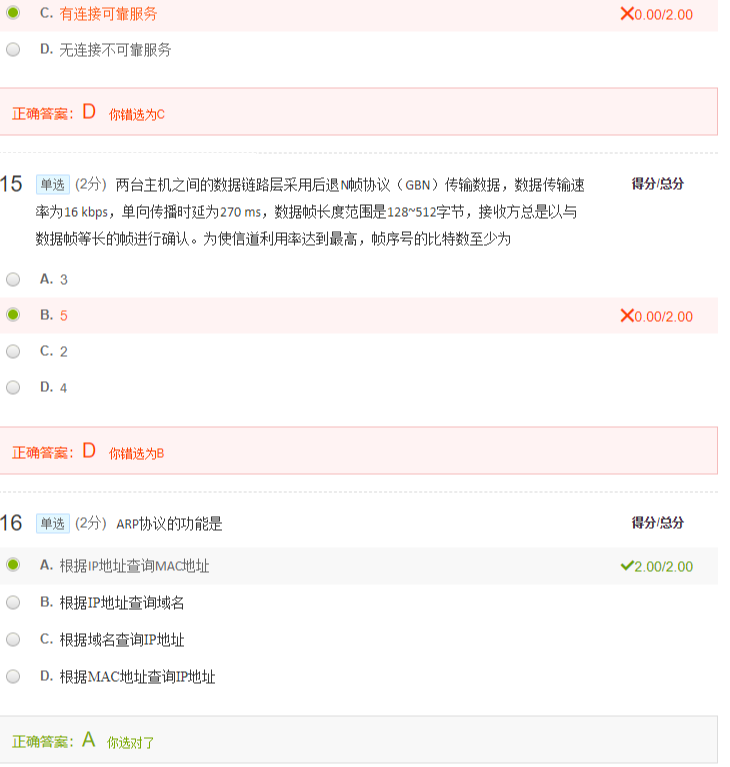 C. 有连接可靠服务 0.00/2.00
D. 无连接不可靠服务
正确答案：D 你错选为C
15 单选 (2分) 两台主机之间的数据链路层采用后退N帧协议（GBN）传输数据，数据传输速 得分/总分
率为16 kbps，单向传播时延为270 ms，数据帧长度范围是128~512字节，接收方总是以与
数据帧等长的帧进行确认。为使信道利用率达到最高，帧序号的比特数至少为
A. 3
B. 5 0.00/2.00
C. 2
D. 4
正确答案：D 你错选为B
16 单选 (2分) ARP协议的功能是 得分/总分
A. 根据IP地址查询MAC地址 2.00/2.00
B. 根据IP地址查询域名
C. 根据域名查询IP地址
D. 根据MAC地址查询IP地址
正确答案：A 你选对了